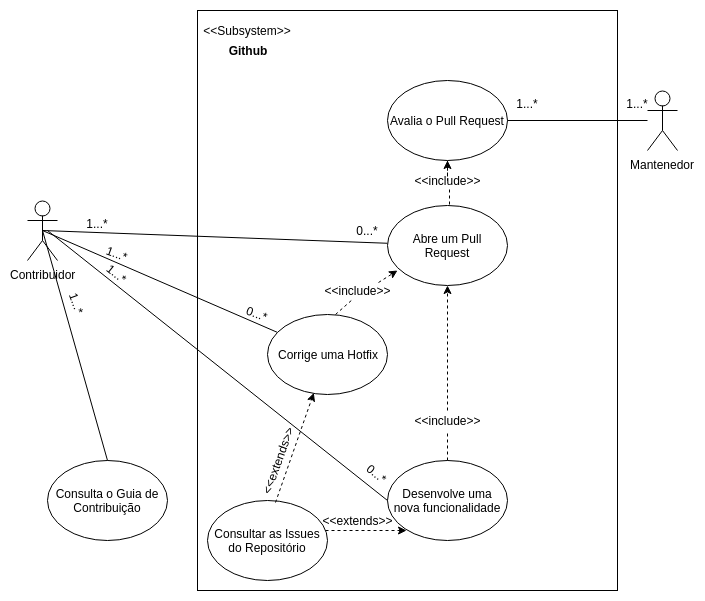 <<Subsystem>>
Github
Avalia o Pull Request
1...*
1...*
Mantenedor
<<include>>
Contribuidor
1...*
0...*
Abre um Pull
Request
1...*
1...*
1...*
<<include>>
0...*
Corrige uma Hotfix
<<include>>
<<extends>>
0...*
Consulta o Guia de
Contribuição
Desenvolve uma
nova funcionalidade
<<extends>>
Consultar as Issues
do Repositório